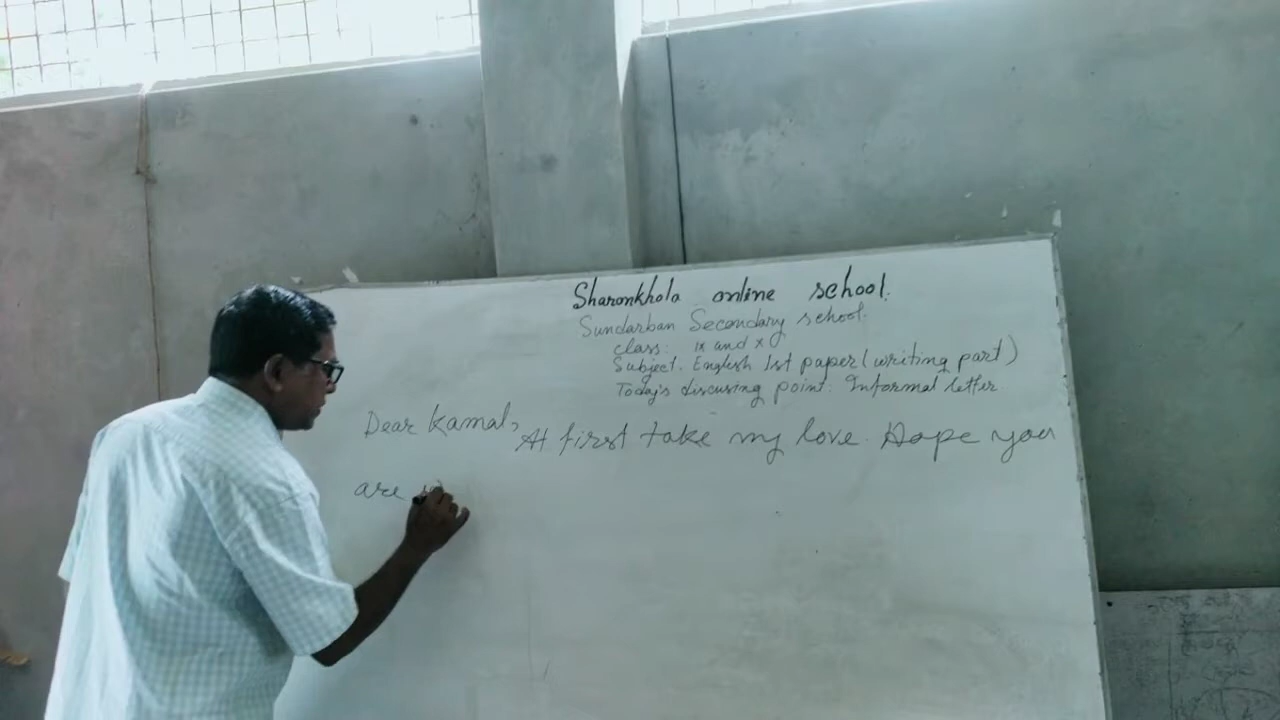 Sharonkhola online school.
Sundarban Secondary school.
class: ix and x
Subject. English 1st paper (writing part)
Today's discusing point: Informal letter
Dear Kamal,
At first take my love. Hope you
are